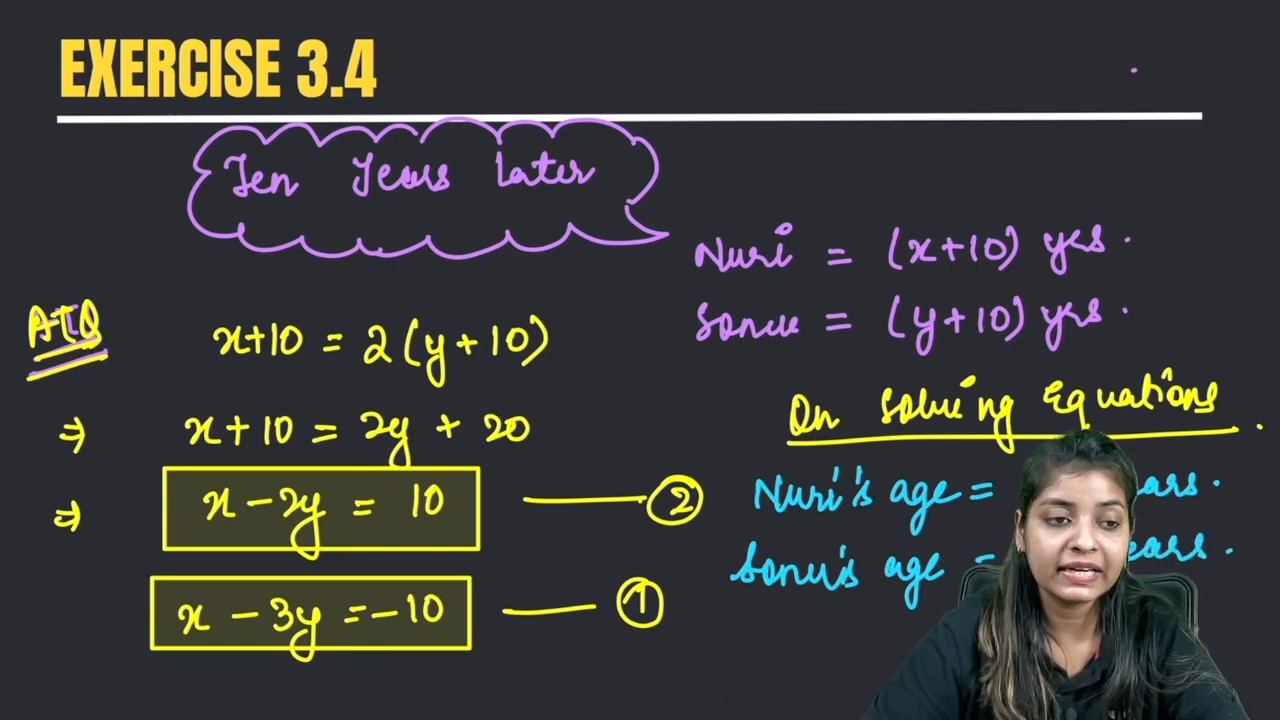 EXERCISE 3.4
Ten Years Later
Nuri = (x+10) yrs.
Sonu = (y+10) yrs.
ATQ
x+10 = 2(y+10)
⇒ x+10 = 2y + 20
⇒ x - 2y = 10 ②
x - 3y = -10 ①
On Solving Equations.
Nuri's age =
Sonu's age =